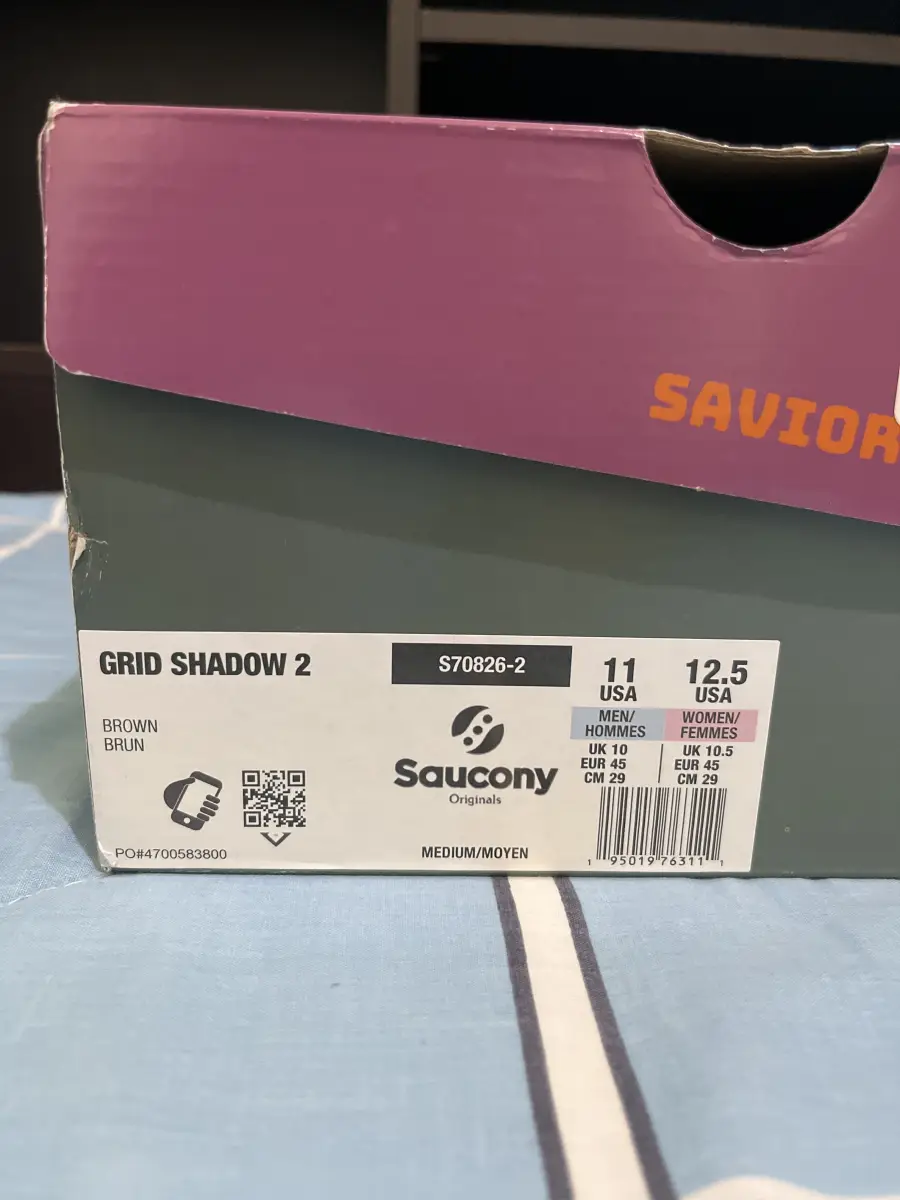 SAVIOR
GRID SHADOW 2
S70826-2
11
USA
12.5
USA
MEN/
HOMMES
WOMEN/
FEMMES
UK 10
EUR 45
CM 29
UK 10.5
EUR 45
CM 29
BROWN
BRUN
Saucony
Originals
PO#4700583800
MEDIUM/MOYEN
1 95019 76311 1